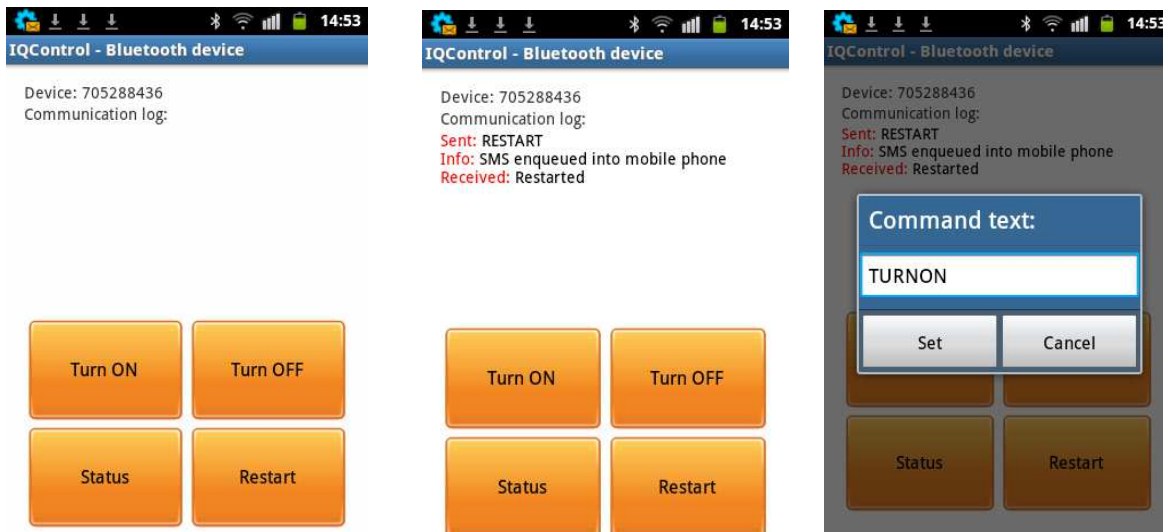 14:53
IQControl - Bluetooth device
Device: 705288436
Communication log:
Turn ON
Turn OFF
Status
Restart
14:53
IQControl - Bluetooth device
Device: 705288436
Communication log:
Sent: RESTART
Info: SMS enqueued into mobile phone
Received: Restarted
Turn ON
Turn OFF
Status
Restart
14:53
IQControl - Bluetooth device
Device: 705288436
Communication log:
Sent: RESTART
Info: SMS enqueued into mobile phone
Received: Restarted
Command text:
TURNON
Set
Cancel
Status
Restart